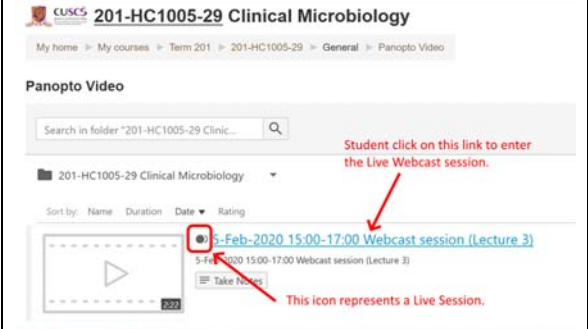 CUSCS 201-HC1005-29 Clinical Microbiology
My home ▶ My courses ▶ Term 201 ▶ 201-HC1005-29 ▶ General ▶ Panopto Video
Panopto Video
Search in folder "201-HC1005-29 Clinic...
Student click on this link to enter
the Live Webcast session.
201-HC1005-29 Clinical Microbiology
Sort by: Name Duration Date ▼ Rating
5-Feb-2020 15:00-17:00 Webcast session (Lecture 3)
5-Feb-2020 15:00-17:00 Webcast session (Lecture 3)
Take Notes
2:22
This icon represents a Live Session.